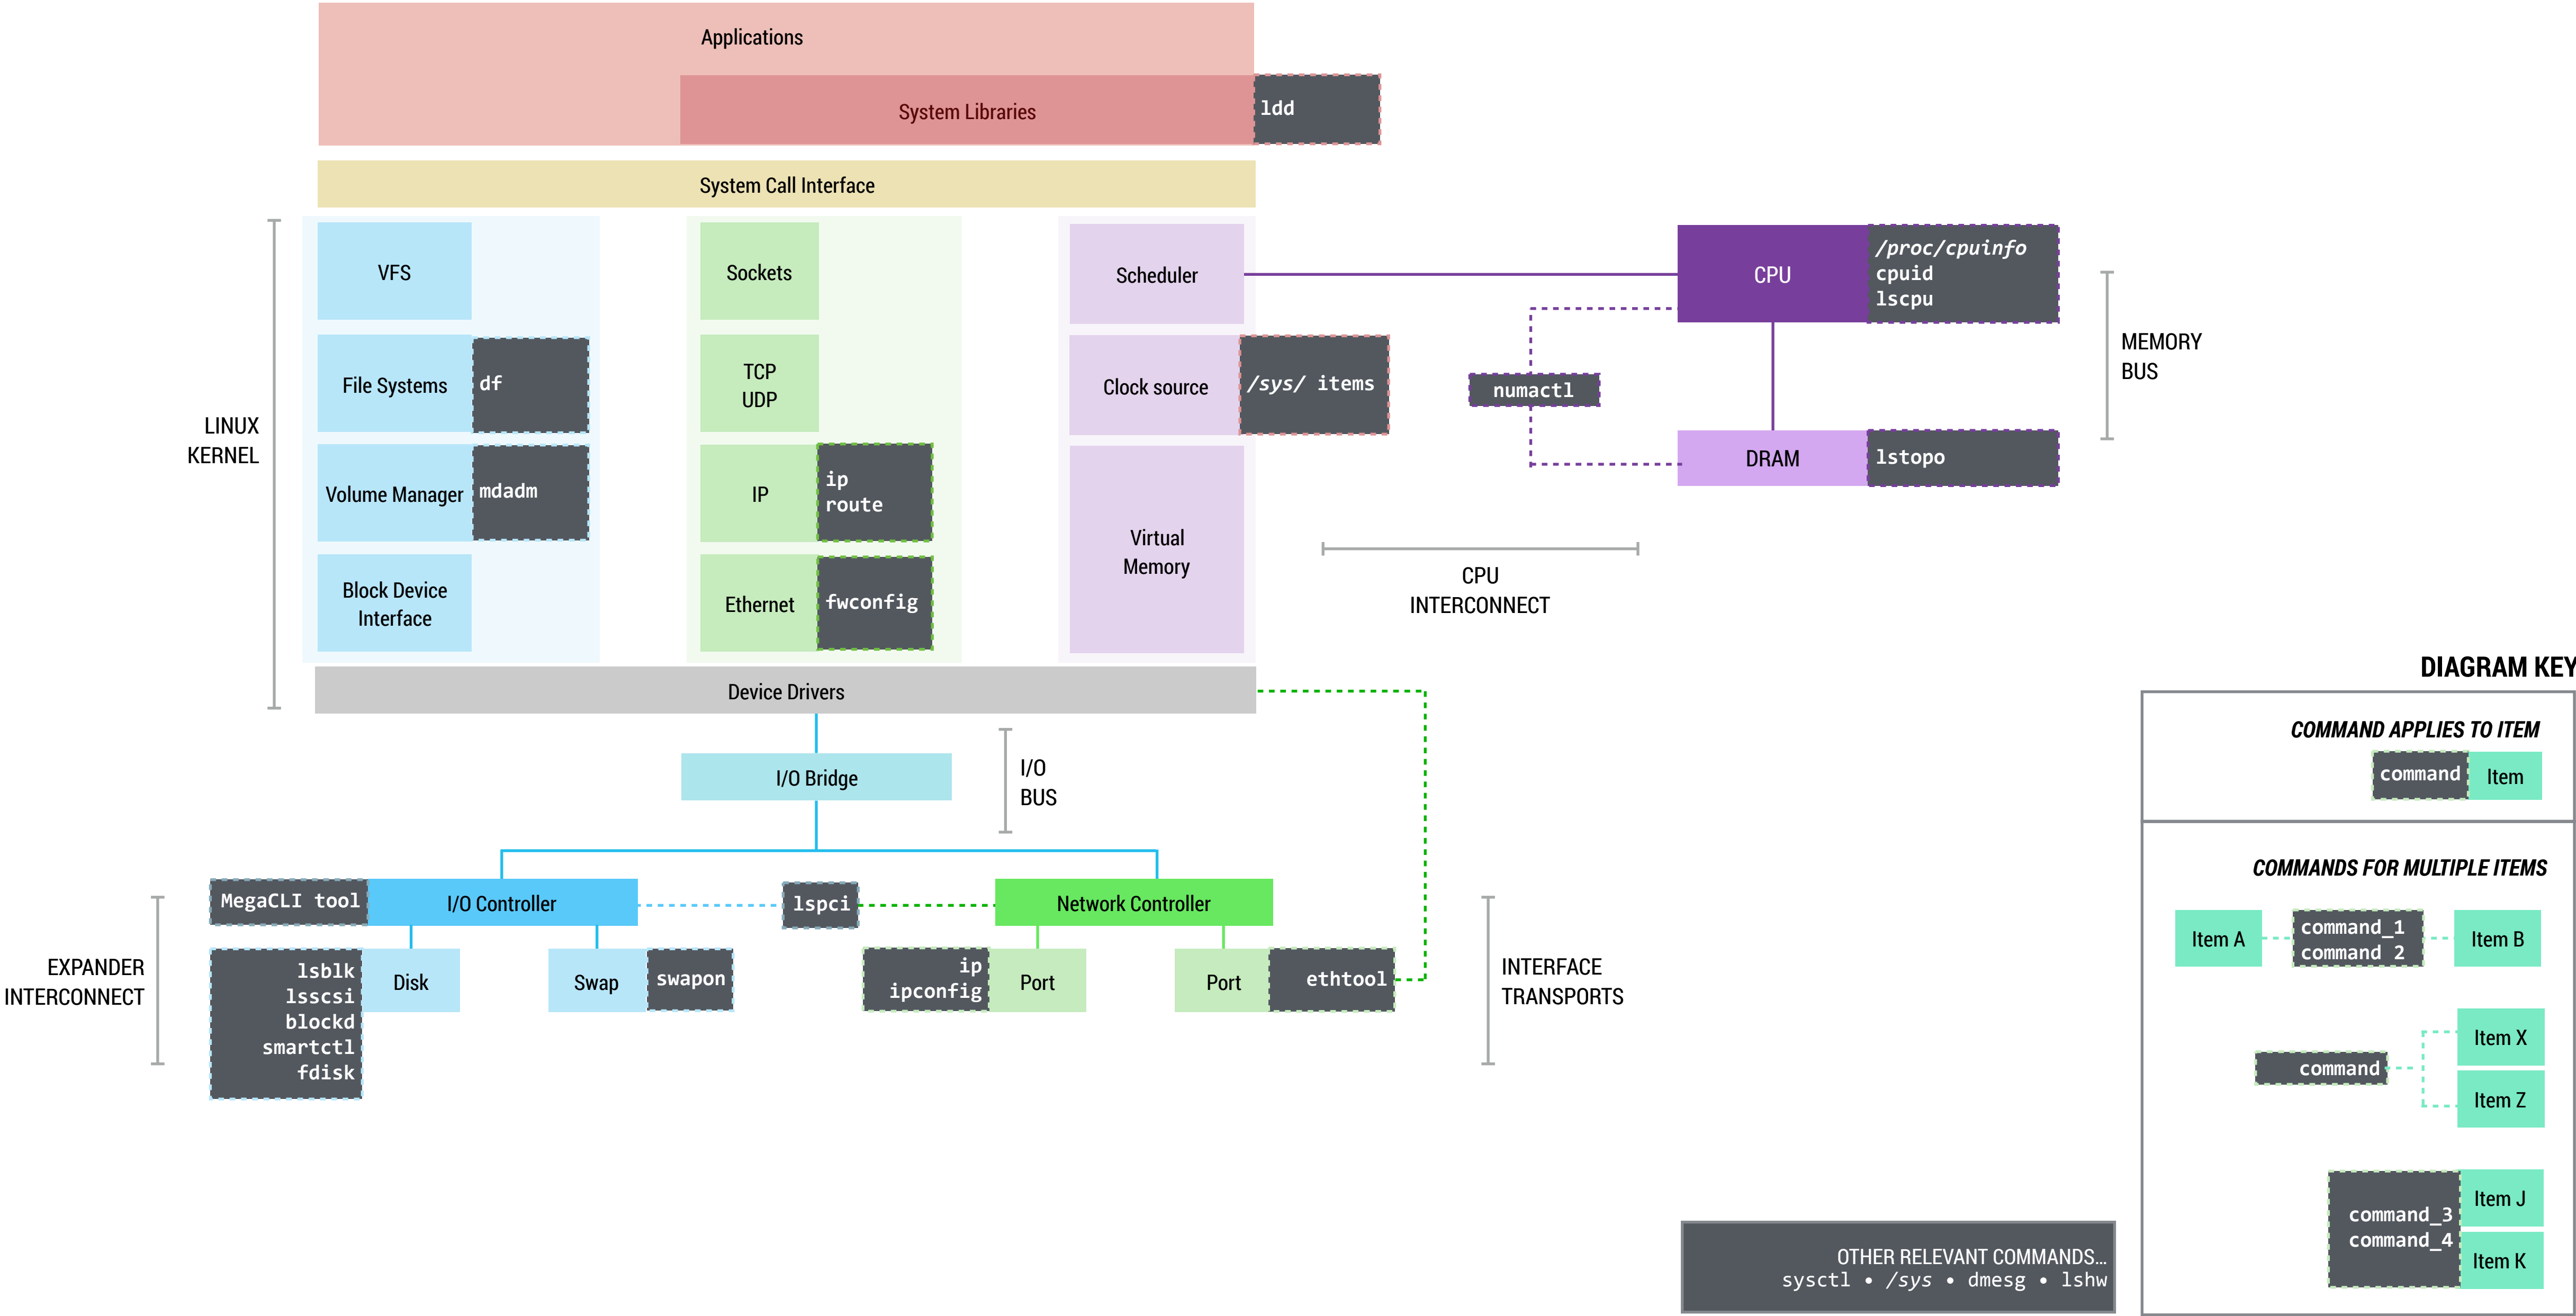 Applications
System Libraries
ldd
System Call Interface
LINUX
KERNEL
VFS
File Systems
df
Volume Manager
mdadm
Block Device
Interface
Sockets
TCP
UDP
IP
ip
route
Ethernet
fwconfig
Scheduler
Clock source
/sys/ items
Virtual
Memory
CPU
/proc/cpuinfo
cpuid
lscpu
numactl
DRAM
lstopo
MEMORY
BUS
CPU
INTERCONNECT
Device Drivers
I/O Bridge
I/O
BUS
MegaCLI tool
I/O Controller
lspci
Network Controller
EXPANDER
INTERCONNECT
lsblk
lsscsi
blockd
smartctl
fdisk
Disk
Swap
swapon
ip
ipconfig
Port
Port
ethtool
INTERFACE
TRANSPORTS
DIAGRAM KEY
COMMAND APPLIES TO ITEM
command
Item
COMMANDS FOR MULTIPLE ITEMS
Item A
command_1
command 2
Item B
command
Item X
Item Z
command_3
command_4
Item J
Item K
OTHER RELEVANT COMMANDS...
sysctl • /sys • dmesg • lshw